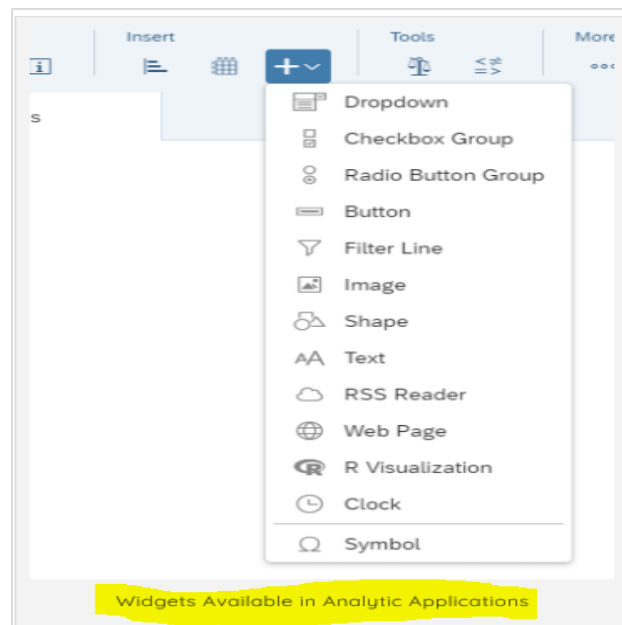 Insert Tools More
s
Dropdown
Checkbox Group
Radio Button Group
Button
Filter Line
Image
Shape
AA Text
RSS Reader
Web Page
R Visualization
Clock
Ω Symbol
Widgets Available in Analytic Applications